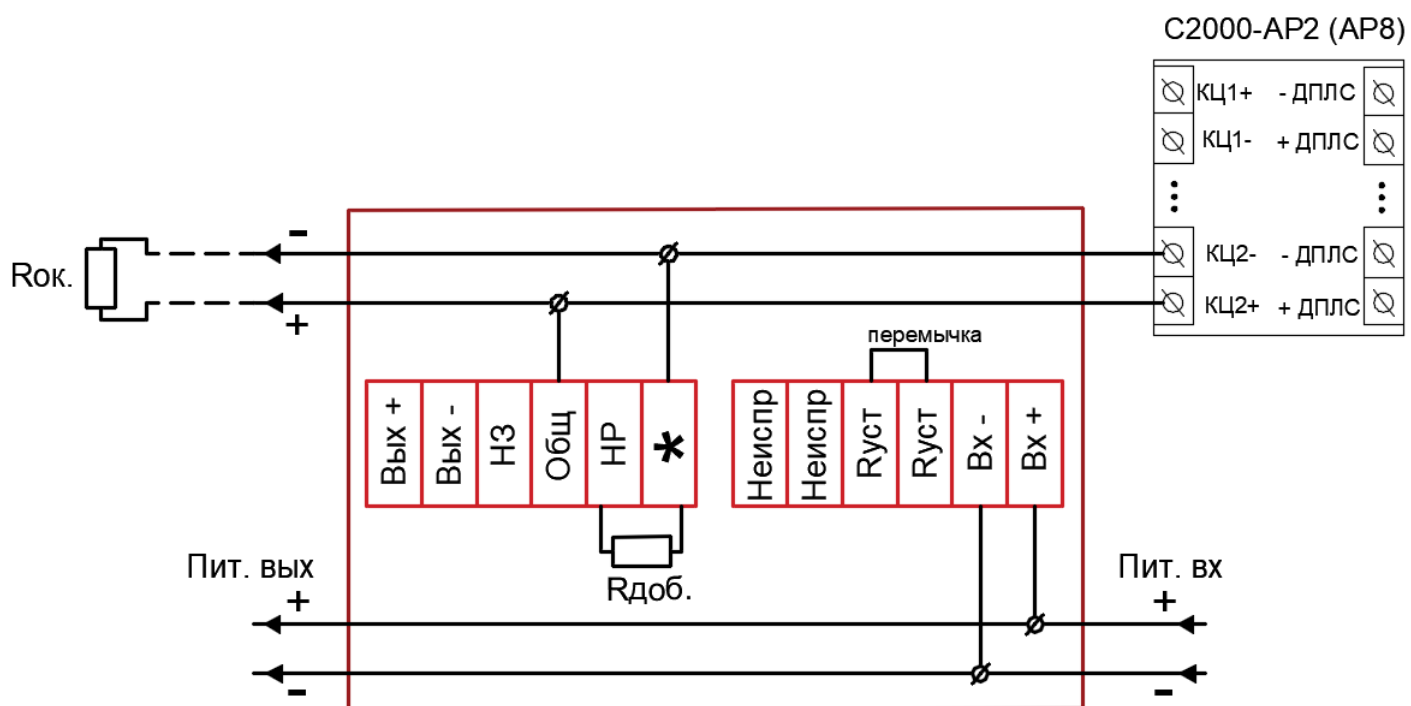 С2000-АР2 (АР8)
КЦ1+ - ДПЛС
КЦ1- + ДПЛС
КЦ2- - ДПЛС
КЦ2+ + ДПЛС
-
Rок.
+
перемычка
Вых +
Вых -
НЗ
Общ
НР
*
Неиспр
Неиспр
Rуст
Rуст
Вх -
Вх +
Rдоб.
Пит. вых
+
-
Пит. вх
+
-